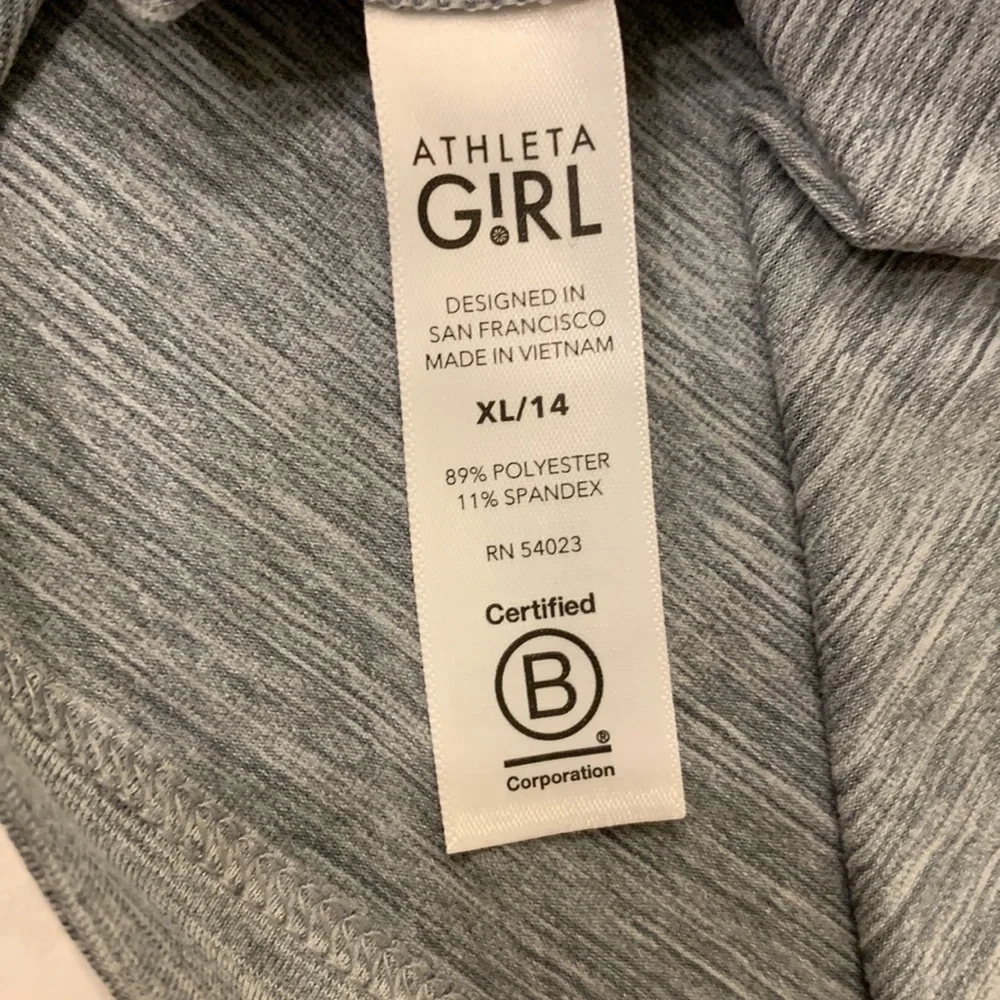 ATHLETA
G!RL
DESIGNED IN
SAN FRANCISCO
MADE IN VIETNAM
XL/14
89% POLYESTER
11% SPANDEX
RN 54023
Certified
B
®
Corporation